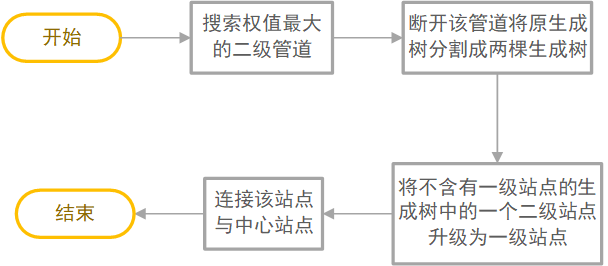 开始
搜索权值最大
的二级管道
断开该管道将原生成
树分割成两棵生成树
将不含有一级站点的生
成树中的一个二级站点
升级为一级站点
连接该站点
与中心站点
结束